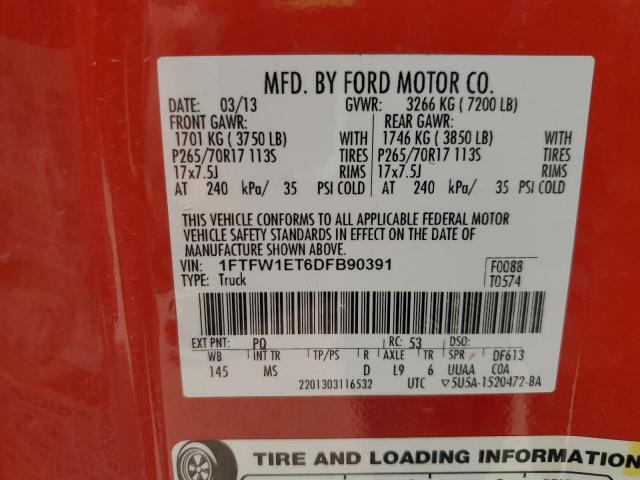 MFD. BY FORD MOTOR CO.
DATE: 03/13 GVWR: 3266 KG ( 7200 LB)
FRONT GAWR: REAR GAWR:
1701 KG ( 3750 LB) WITH 1746 KG ( 3850 LB) WITH
P265/70R17 113S TIRES P265/70R17 113S TIRES
17x7.5J RIMS 17x7.5J RIMS
AT 240 kPa/ 35 PSI COLD AT 240 kPa/ 35 PSI COLD
THIS VEHICLE CONFORMS TO ALL APPLICABLE FEDERAL MOTOR
VEHICLE SAFETY STANDARDS IN EFFECT ON THE DATE OF
MANUFACTURE SHOWN ABOVE.
VIN: 1FTFW1ET6DFB90391 F0088
TYPE: Truck T0574
EXT PNT: PQ RC: 53 DSO:
WB INT TR TP/PS R AXLE TR SPR DF613
145 MS D L9 6 UUAA COA
2201303116532 UTC ▽5U5A-1520472-BA
TIRE AND LOADING INFORMATION